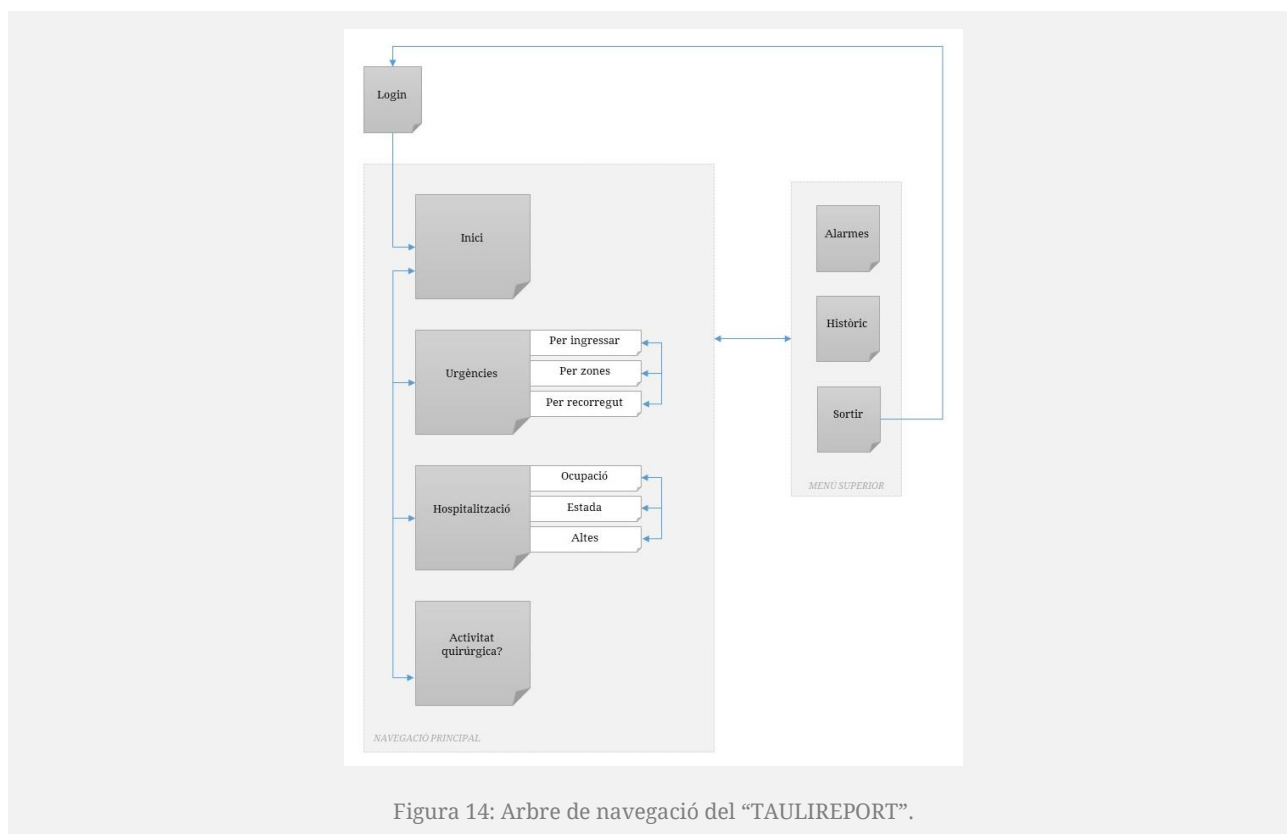 Login
Inici
Urgències
Per ingressar
Per zones
Per recorregut
Hospitalització
Ocupació
Estada
Altes
Activitat
quirúrgica?
NAVEGACIÓ PRINCIPAL
Alarmes
Històric
Sortir
MENÚ SUPERIOR
Figura 14: Arbre de navegació del “TAULIREPORT”.